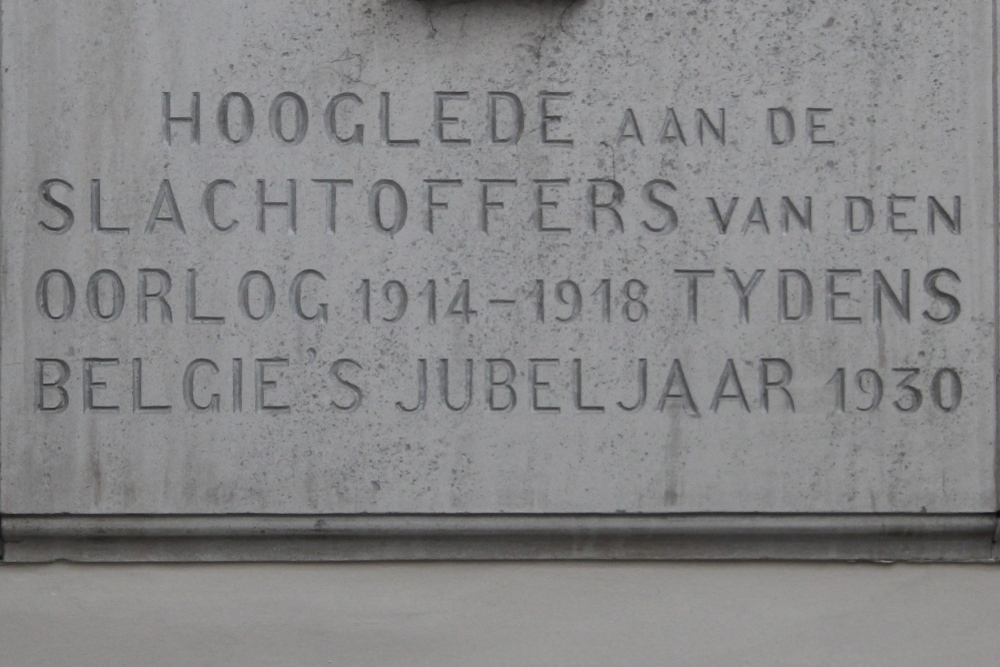 HOOGLEDE AAN DE
SLACHTOFFERS VAN DEN
OORLOG 1914-1918 TYDENS
BELGIE'S JUBELJAAR 1930